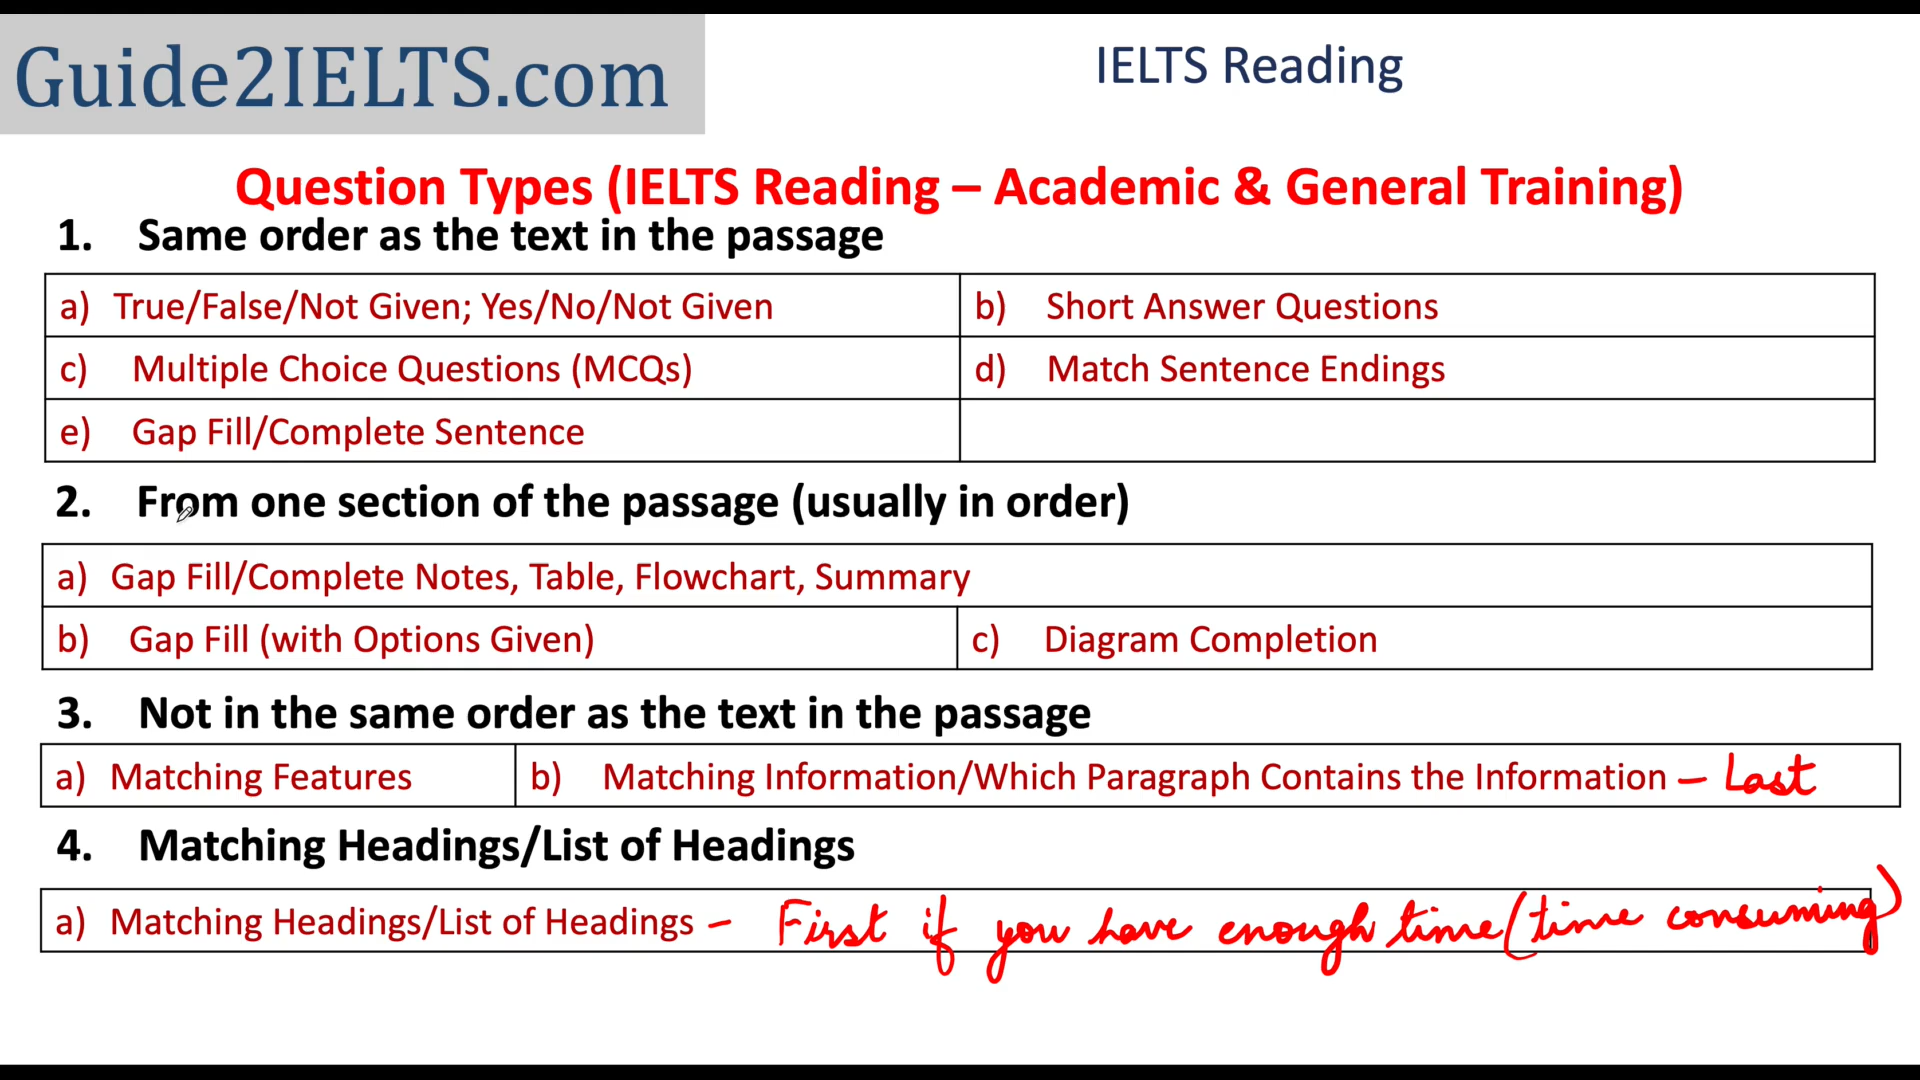 Guide2IELTS.com
IELTS Reading
Question Types (IELTS Reading – Academic & General Training)
1. Same order as the text in the passage
a) True/False/Not Given; Yes/No/Not Given
b) Short Answer Questions
c) Multiple Choice Questions (MCQs)
d) Match Sentence Endings
e) Gap Fill/Complete Sentence
2. From one section of the passage (usually in order)
a) Gap Fill/Complete Notes, Table, Flowchart, Summary
b) Gap Fill (with Options Given)
c) Diagram Completion
3. Not in the same order as the text in the passage
a) Matching Features
b) Matching Information/Which Paragraph Contains the Information – Last
4. Matching Headings/List of Headings
a) Matching Headings/List of Headings – First if you have enough time (time consuming)